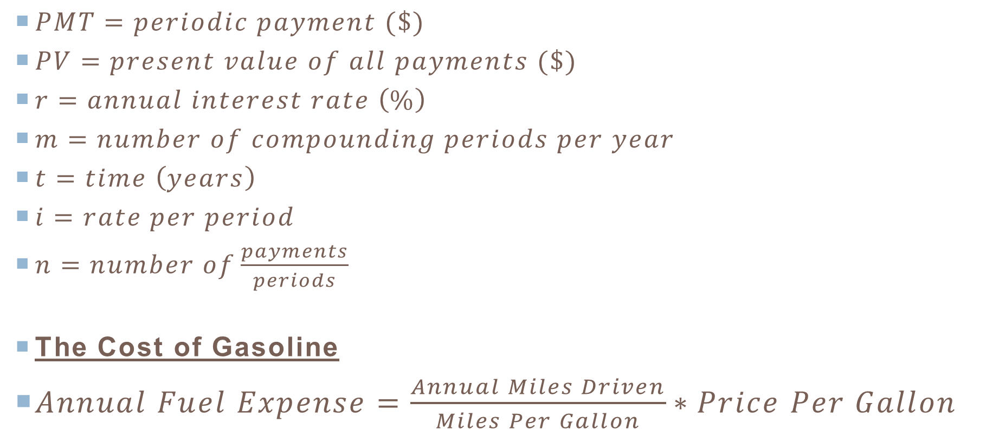 ▪ PMT = periodic payment ($)
▪ PV = present value of all payments ($)
▪ r = annual interest rate (%)
▪ m = number of compounding periods per year
▪ t = time (years)
▪ i = rate per period
▪ n = number of payments/periods
▪ The Cost of Gasoline
▪ Annual Fuel Expense = Annual Miles Driven/Miles Per Gallon * Price Per Gallon